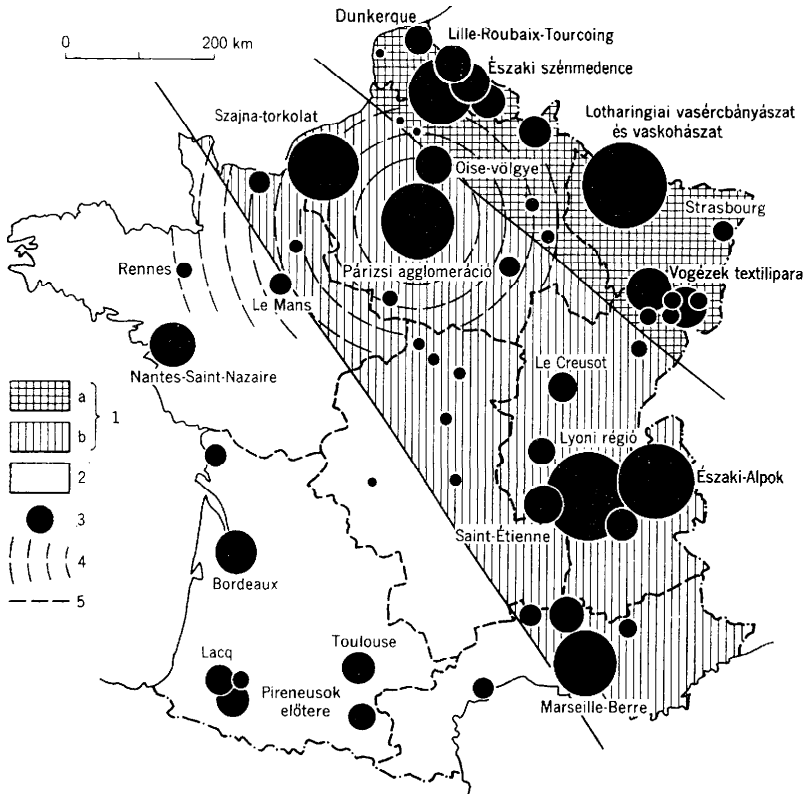 0
200 km
Dunkerque
Lille-Roubaix-Tourcoing
Északi szénmedence
Szajna-torkolat
Lotharingiai vasércbányászat
és vaskohászat
Oise-völgye
Strasbourg
Rennes
Párizsi agglomeráció
Vogézek textilipara
Le Mans
Nantes-Saint-Nazaire
Le Creusot
a
1
b
Lyoni régió
2
Északi-Alpok
3
Saint-Étienne
4
Bordeaux
5
Lacq
Toulouse
Pireneusok
előtere
Marseille-Berre